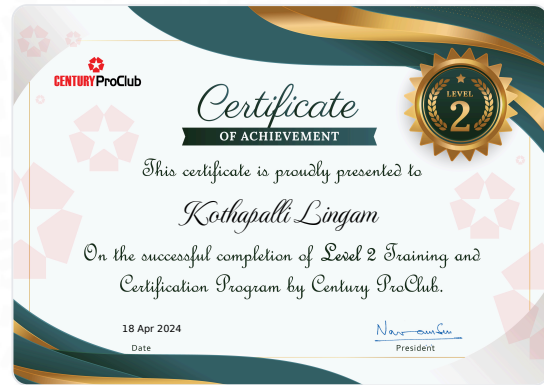 CENTURY ProClub
Certificate
OF ACHIEVEMENT
LEVEL
2
This certificate is proudly presented to
Kothapalli Lingam
On the successful completion of Level 2 Training and
Certification Program by Century ProClub.
18 Apr 2024
Date
President